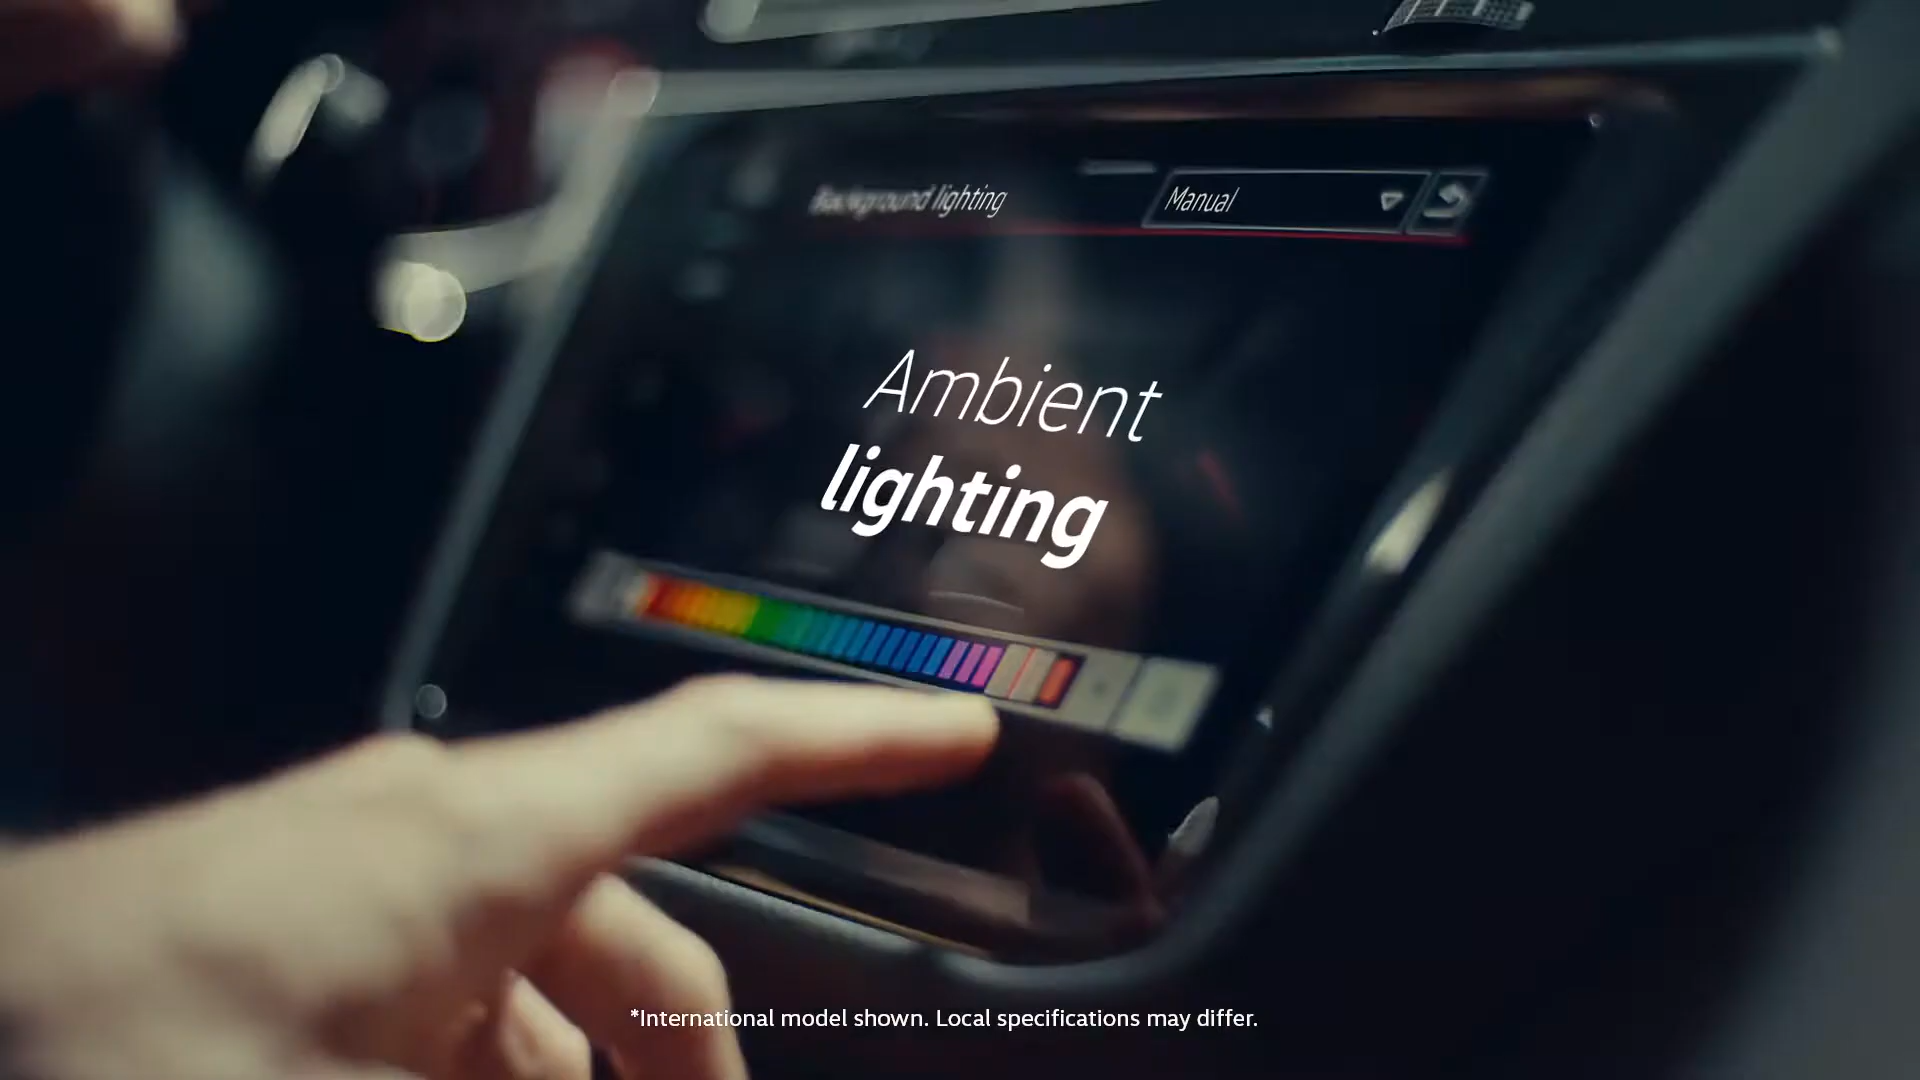 Background lighting
Manual
Ambient
lighting
*International model shown. Local specifications may differ.